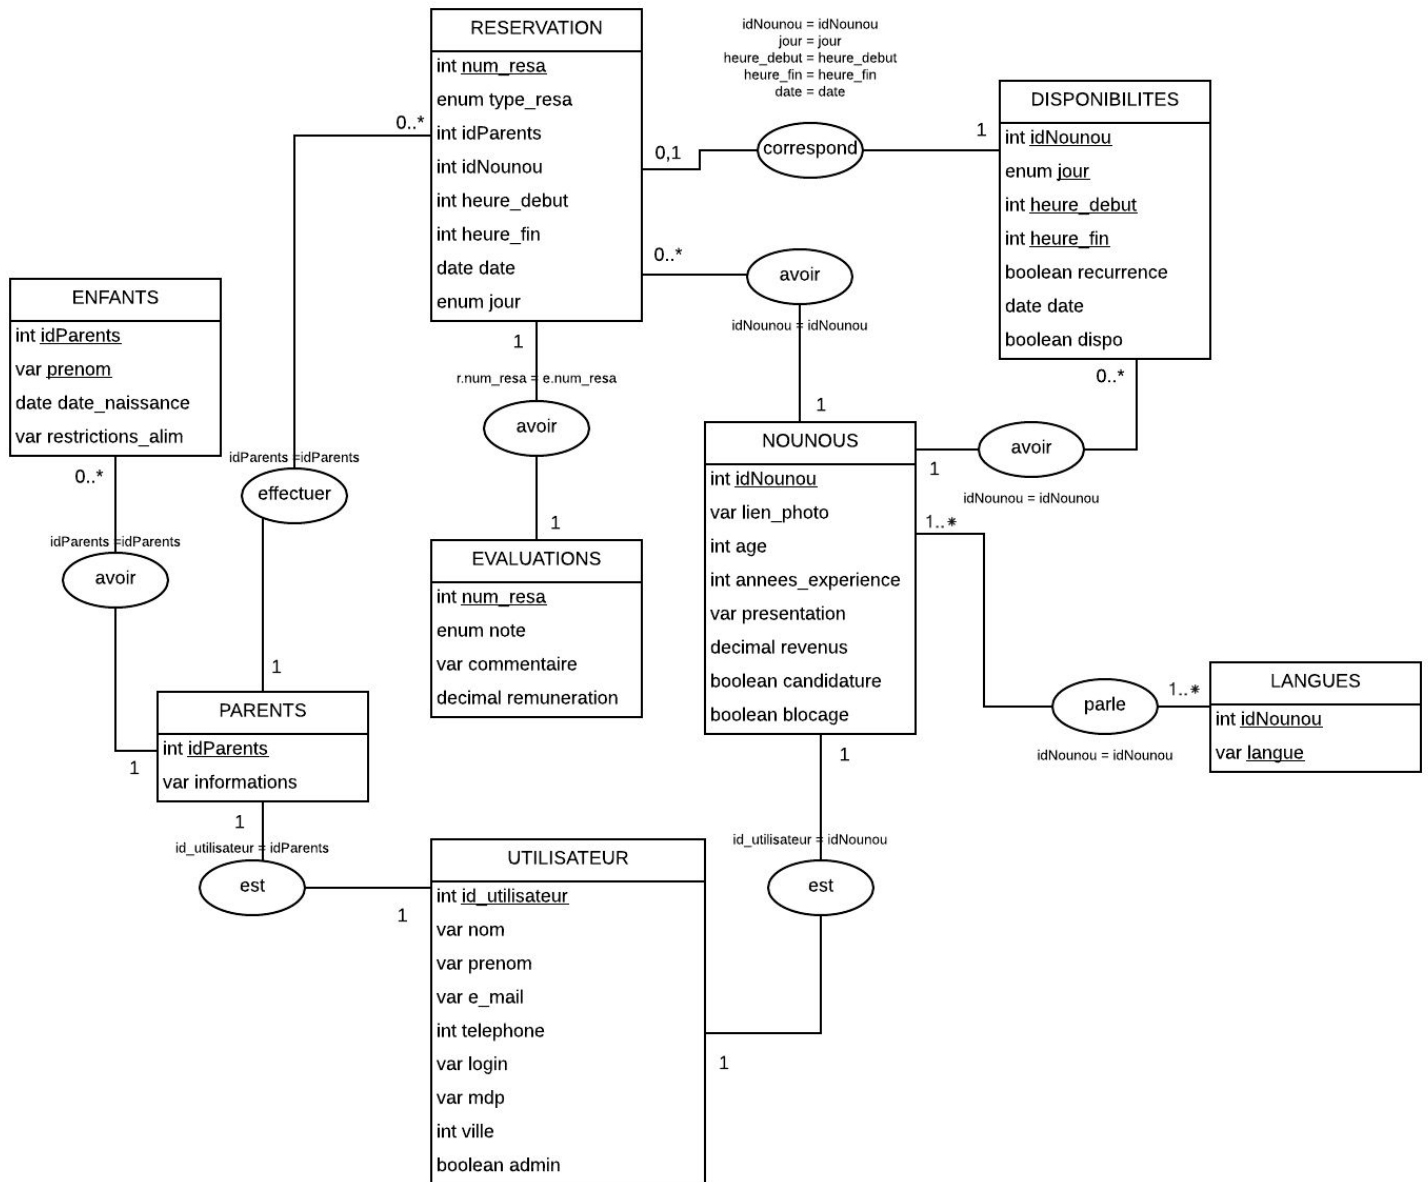 RESERVATION
int num_resa
enum type_resa
int idParents
int idNounou
int heure_debut
int heure_fin
date date
enum jour
idNounou = idNounou
jour = jour
heure_debut = heure_debut
heure_fin = heure_fin
date = date
0..*
0,1
correspond
1
DISPONIBILITES
int idNounou
enum jour
int heure_debut
int heure_fin
boolean recurrence
date date
boolean dispo
0..*
avoir
idNounou = idNounou
1
ENFANTS
int idParents
var prenom
date date_naissance
var restrictions_alim
0..*
idParents =idParents
avoir
1
idParents =idParents
effectuer
1
1
r.num_resa = e.num_resa
avoir
1
EVALUATIONS
int num_resa
enum note
var commentaire
decimal remuneration
0..*
avoir
1
idNounou = idNounou
NOUNOUS
int idNounou
var lien_photo
int age
int annees_experience
var presentation
decimal revenus
boolean candidature
boolean blocage
1
1..*
parle
1..*
idNounou = idNounou
LANGUES
int idNounou
var langue
PARENTS
int idParents
var informations
1
id_utilisateur = idParents
est
1
UTILISATEUR
int id_utilisateur
var nom
var prenom
var e_mail
int telephone
var login
var mdp
int ville
boolean admin
id_utilisateur = idNounou
est
1